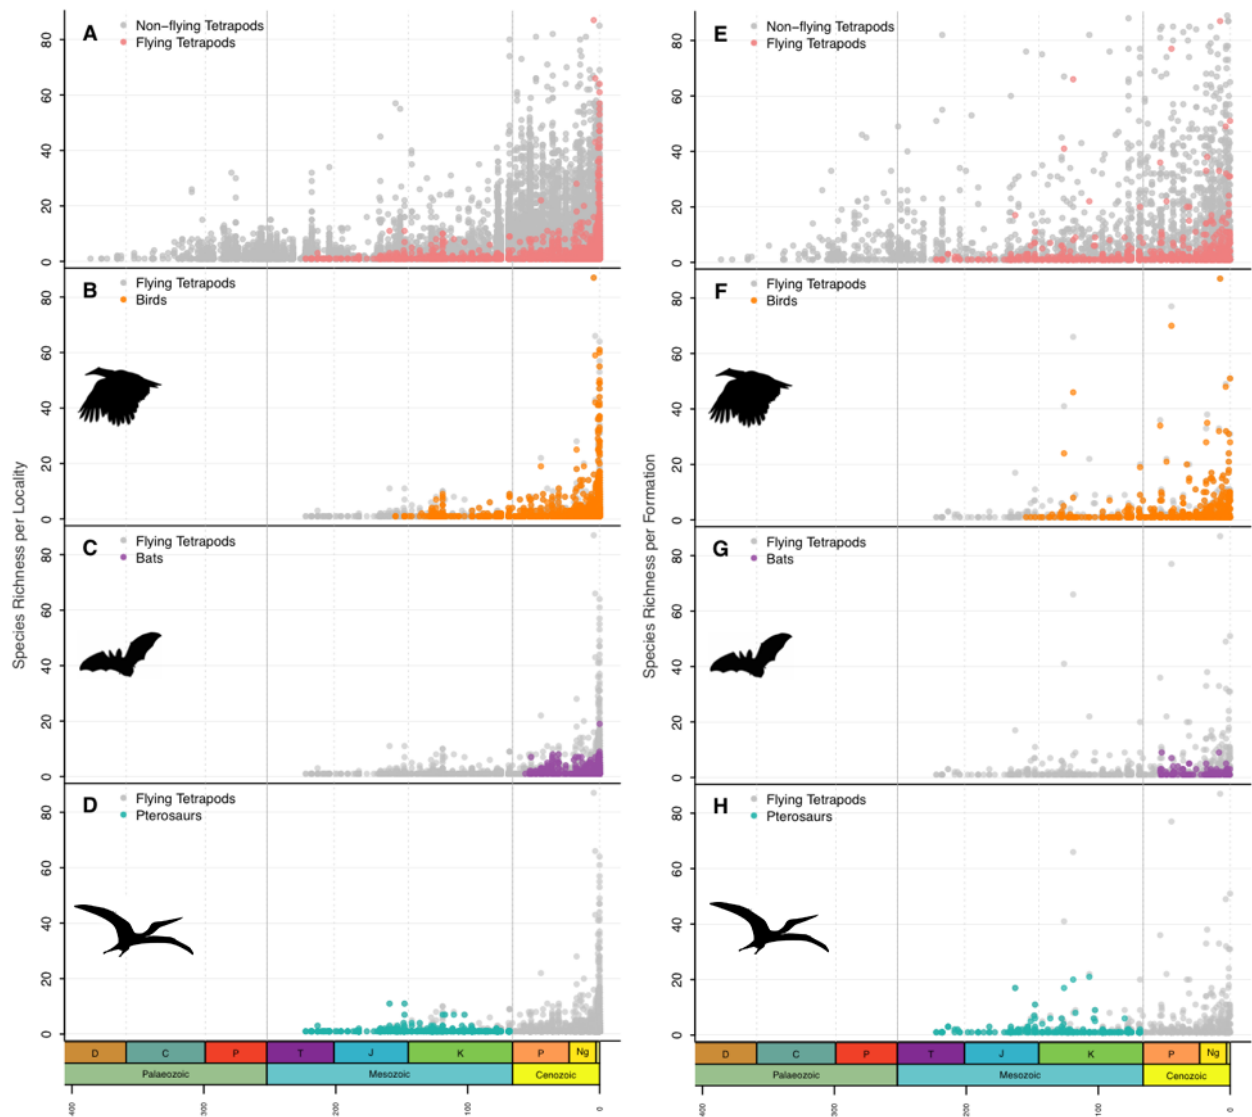 A
Non-flying Tetrapods
Flying Tetrapods
80
60
40
20
0
B
Flying Tetrapods
Birds
80
60
40
20
0
C
Flying Tetrapods
Bats
80
60
40
20
0
D
Flying Tetrapods
Pterosaurs
80
60
40
20
0
Species Richness per Locality
D C P T J K P Ng
Palaeozoic Mesozoic Cenozoic
400 300 200 100 0
E
Non-flying Tetrapods
Flying Tetrapods
80
60
40
20
0
F
Flying Tetrapods
Birds
80
60
40
20
0
G
Flying Tetrapods
Bats
80
60
40
20
0
H
Flying Tetrapods
Pterosaurs
80
60
40
20
0
Species Richness per Formation
D C P T J K P Ng
Palaeozoic Mesozoic Cenozoic
400 300 200 100 0